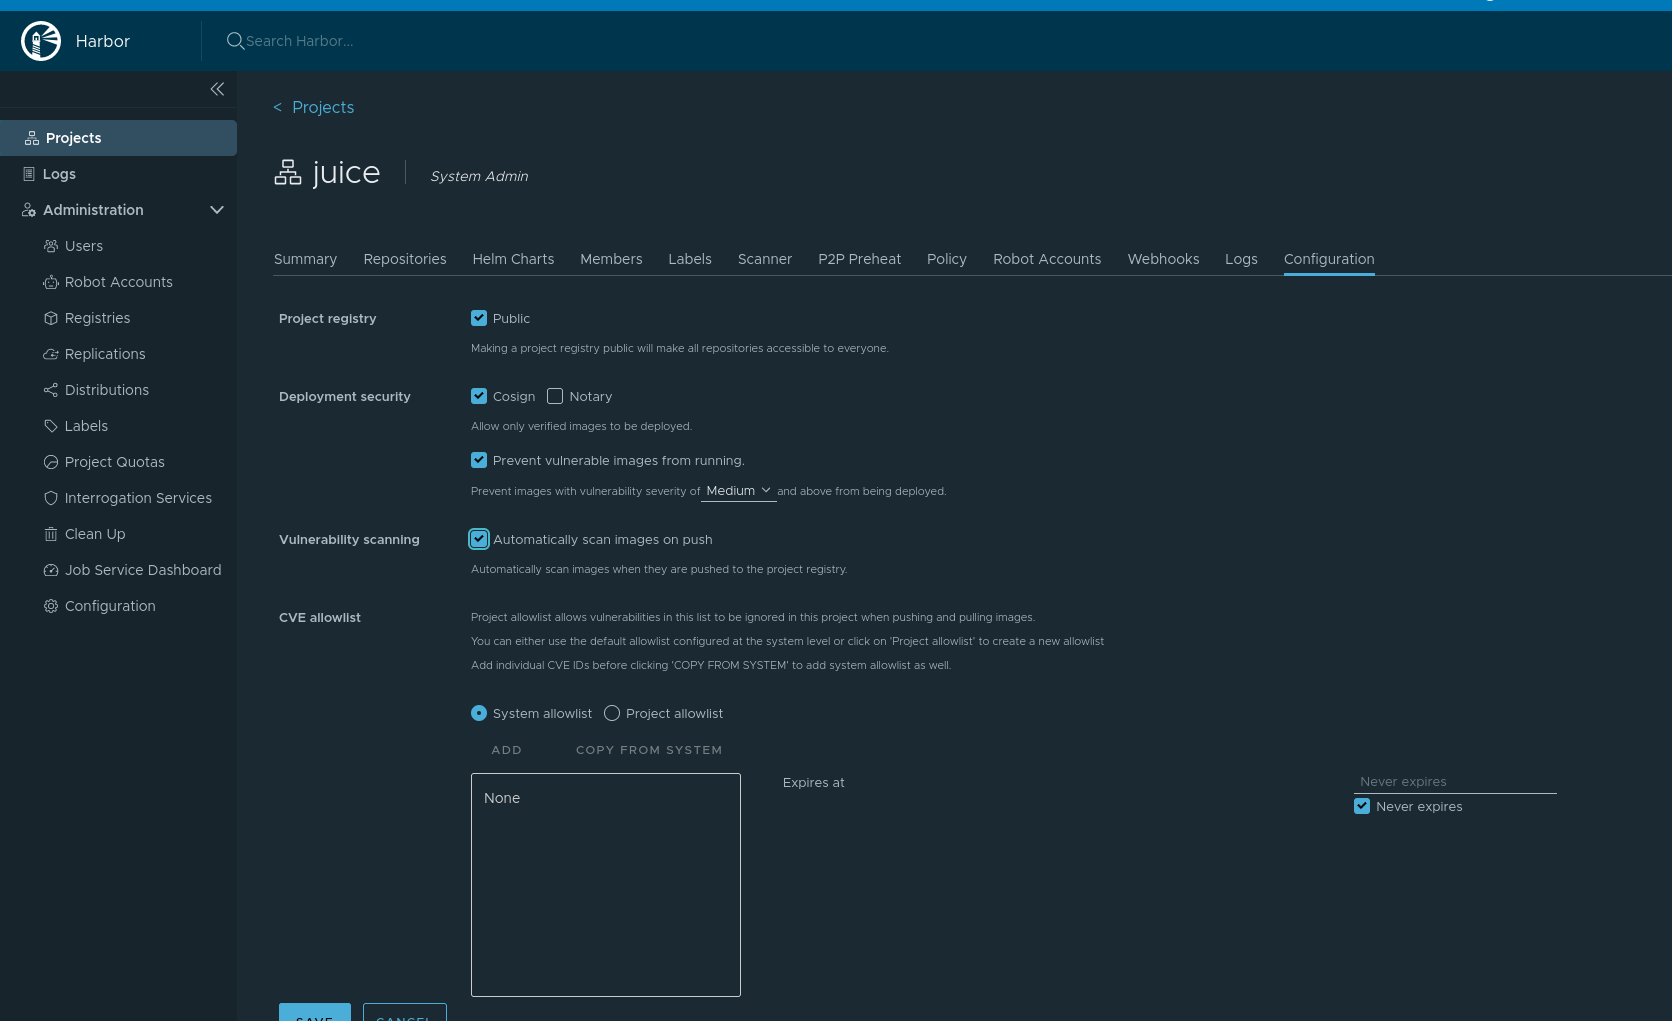 Harbor
Search Harbor...
< Projects
Projects
Logs
Administration
Users
Robot Accounts
Registries
Replications
Distributions
Labels
Project Quotas
Interrogation Services
Clean Up
Job Service Dashboard
Configuration
juice
System Admin
Summary Repositories Helm Charts Members Labels Scanner P2P Preheat Policy Robot Accounts Webhooks Logs Configuration
Project registry Public
Making a project registry public will make all repositories accessible to everyone.
Deployment security Cosign Notary
Allow only verified images to be deployed.
Prevent vulnerable images from running.
Prevent images with vulnerability severity of Medium and above from being deployed.
Vulnerability scanning Automatically scan images on push
Automatically scan images when they are pushed to the project registry.
CVE allowlist Project allowlist allows vulnerabilities in this list to be ignored in this project when pushing and pulling images.
You can either use the default allowlist configured at the system level or click on 'Project allowlist' to create a new allowlist
Add individual CVE IDs before clicking 'COPY FROM SYSTEM' to add system allowlist as well.
System allowlist Project allowlist
ADD COPY FROM SYSTEM
None
Expires at Never expires
Never expires
SAVE CANCEL